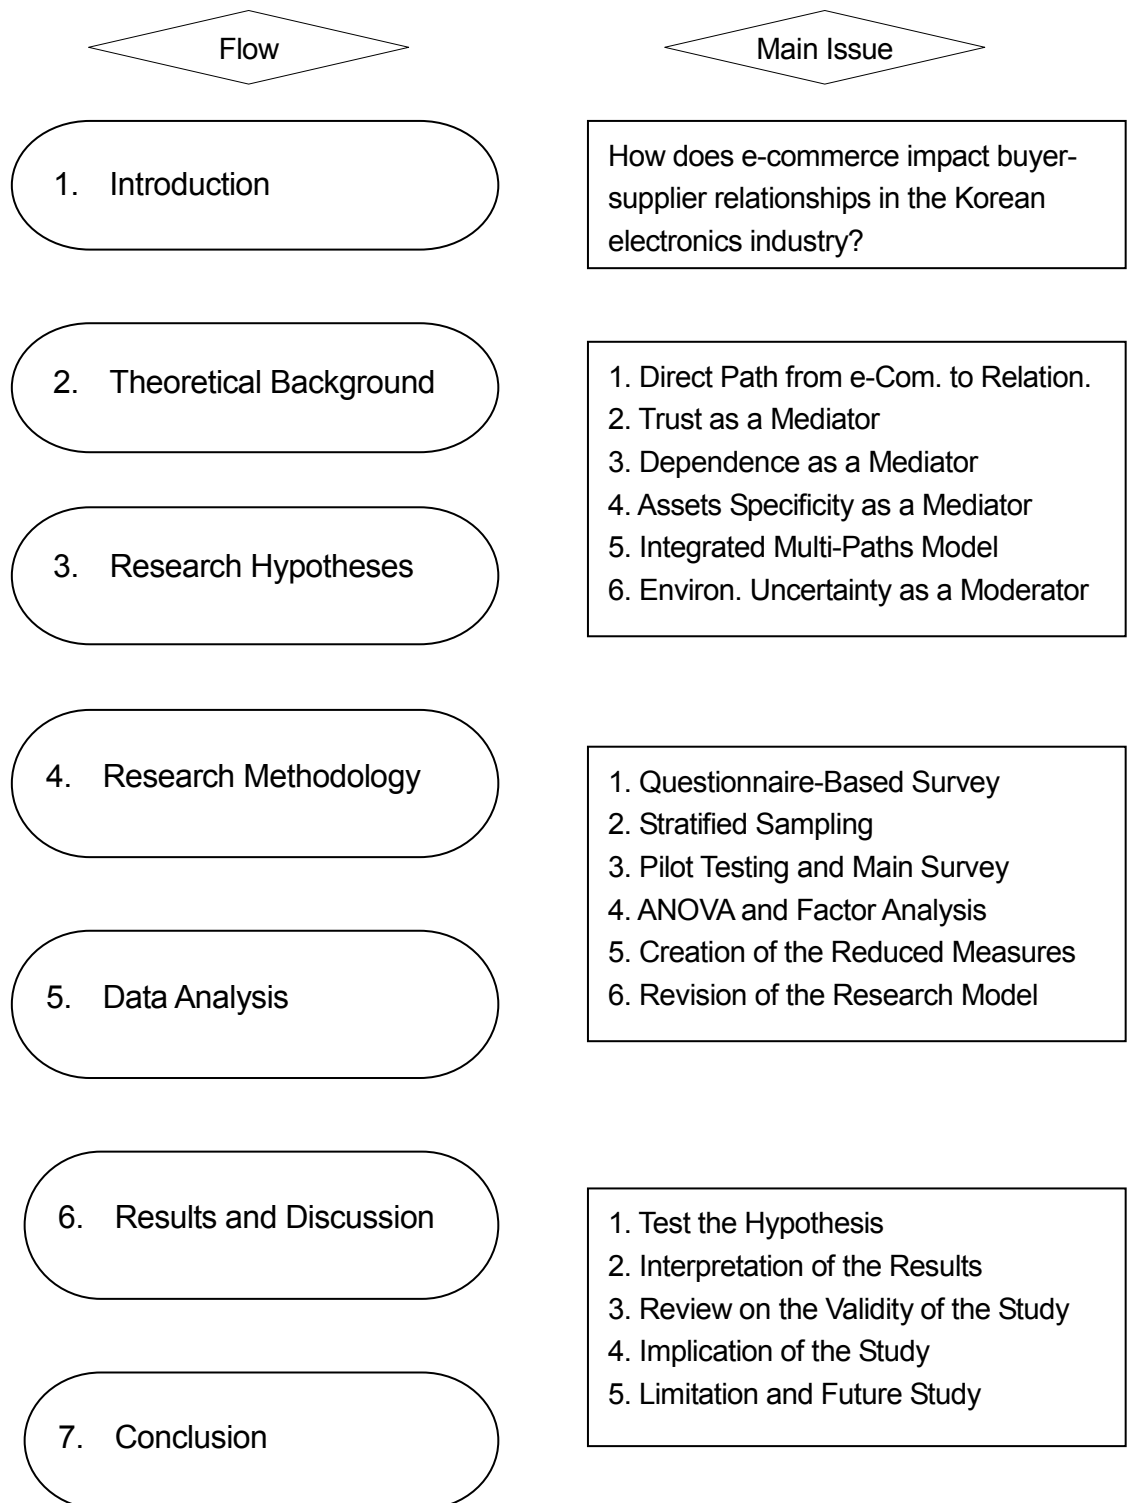 Flow
Main Issue
1. Introduction
How does e-commerce impact buyer-
supplier relationships in the Korean
electronics industry?
2. Theoretical Background
1. Direct Path from e-Com. to Relation.
2. Trust as a Mediator
3. Dependence as a Mediator
4. Assets Specificity as a Mediator
5. Integrated Multi-Paths Model
6. Environ. Uncertainty as a Moderator
3. Research Hypotheses
4. Research Methodology
1. Questionnaire-Based Survey
2. Stratified Sampling
3. Pilot Testing and Main Survey
4. ANOVA and Factor Analysis
5. Creation of the Reduced Measures
6. Revision of the Research Model
5. Data Analysis
6. Results and Discussion
1. Test the Hypothesis
2. Interpretation of the Results
3. Review on the Validity of the Study
4. Implication of the Study
5. Limitation and Future Study
7. Conclusion